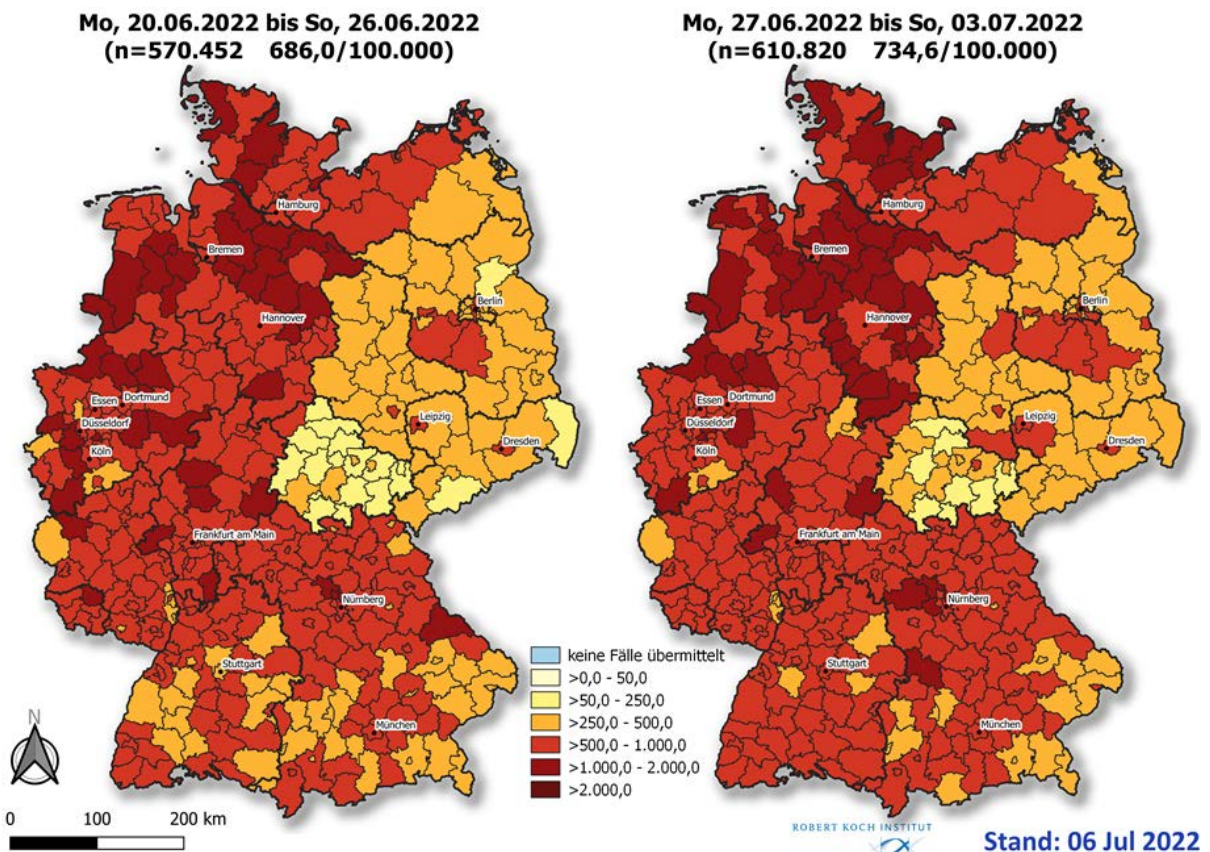 Mo, 20.06.2022 bis So, 26.06.2022
(n=570.452 686,0/100.000)
Mo, 27.06.2022 bis So, 03.07.2022
(n=610.820 734,6/100.000)
Hamburg
Bremen
Berlin
Hannover
Essen
Dortmund
Düsseldorf
Leipzig
Dresden
Köln
Frankfurt am Main
Nürnberg
Stuttgart
München
Hamburg
Bremen
Berlin
Hannover
Essen
Dortmund
Düsseldorf
Leipzig
Dresden
Köln
Frankfurt am Main
Nürnberg
Stuttgart
München
keine Fälle übermittelt
>0,0 - 50,0
>50,0 - 250,0
>250,0 - 500,0
>500,0 - 1.000,0
>1.000,0 - 2.000,0
>2.000,0
N
0 100 200 km
ROBERT KOCH INSTITUT
Stand: 06 Jul 2022